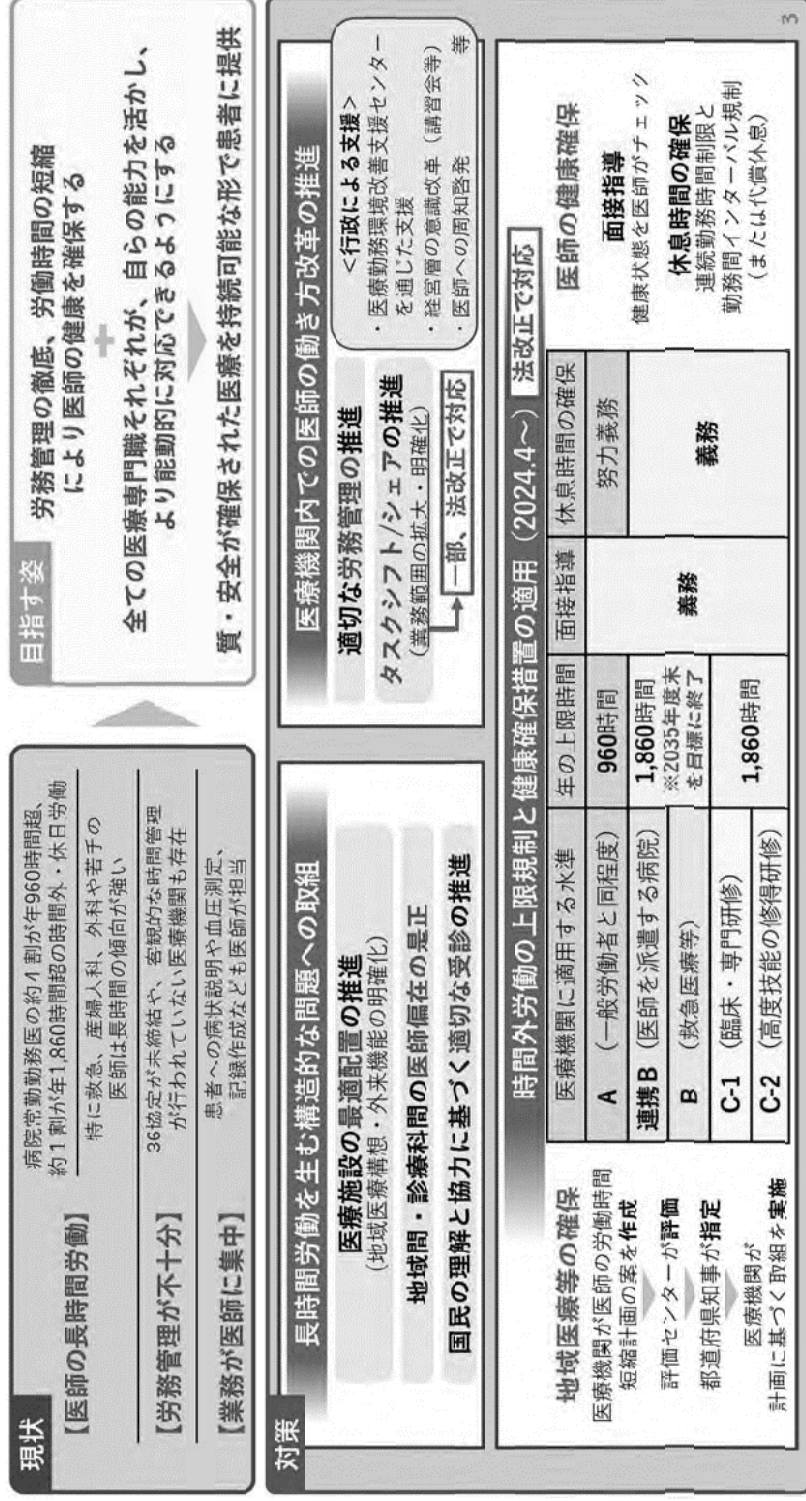 現状
【医師の長時間労働】
病院常勤勤務医の約4割が年960時間超、
約1割が年1,860時間超の時間外・休日労働
特に救急、産婦人科、外科や若手の
医師は長時間の傾向が強い
【労務管理が不十分】
36協定が未締結や、客観的な時間管理
が行われていない医療機関も存在
【業務が医師に集中】
患者への病状説明や血圧測定、
記録作成なども医師が担当
目指す姿
労務管理の徹底、労働時間の短縮
により医師の健康を確保する
+
全ての医療専門職それぞれが、自らの能力を活かし、
より能動的に対応できるようにする
質・安全が確保された医療を持続可能な形で患者に提供
対策
長時間労働を生む構造的な問題への取組
医療施設の最適配置の推進
(地域医療構想・外来機能の明確化)
地域間・診療科間の医師偏在の是正
国民の理解と協力に基づく適切な受診の推進
医療機関内での医師の働き方改革の推進
適切な労務管理の推進
タスクシフト/シェアの推進
(業務範囲の拡大・明確化)
一部、法改正で対応
<行政による支援>
・医療勤務環境改善支援センター
を通じた支援
・経営層の意識改革(講習会等)
・医師への周知啓発 等
時間外労働の上限規制と健康確保措置の適用(2024.4~) 法改正で対応
地域医療等の確保
医療機関が医師の労働時間
短縮計画の案を作成
評価センターが評価
都道府県知事が指定
医療機関が
計画に基づく取組を実施
医療機関に適用する水準 年の上限時間 面接指導 休息時間の確保
A (一般労働者と同程度) 960時間 義務 努力義務
連携B (医師を派遣する病院) 1,860時間 義務
※2035年度末
を目標に終了
B (救急医療等)
C-1 (臨床・専門研修) 1,860時間
C-2 (高度技能の修得研修)
医師の健康確保
面接指導
健康状態を医師がチェック
休息時間の確保
連続勤務時間制限と
勤務間インターバル規制
(または代償休息)
3